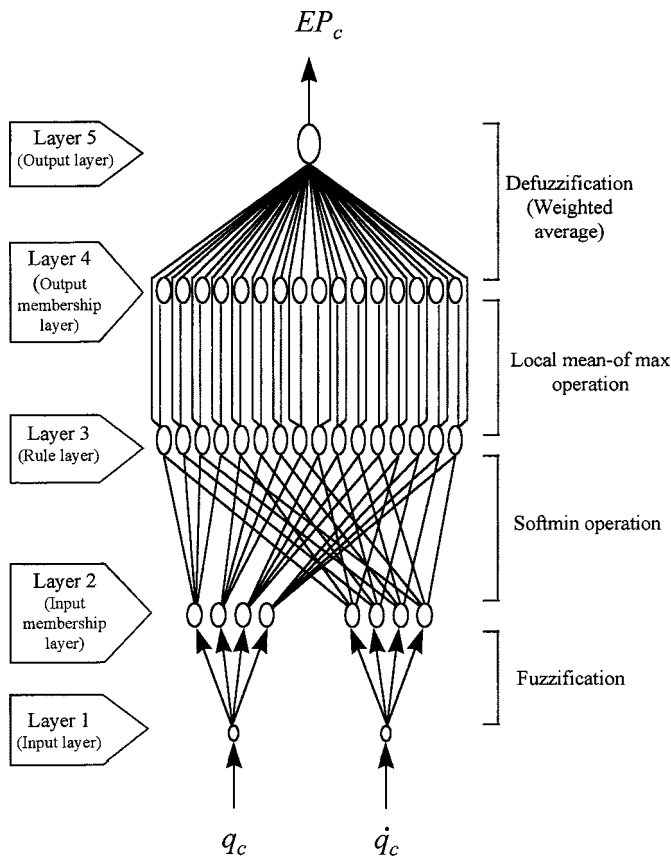 EP_c
Layer 5
(Output layer)
Defuzzification
(Weighted
average)
Layer 4
(Output
membership
layer)
Local mean-of max
operation
Layer 3
(Rule layer)
Softmin operation
Layer 2
(Input
membership
layer)
Fuzzification
Layer 1
(Input layer)
q_c
q̇_c